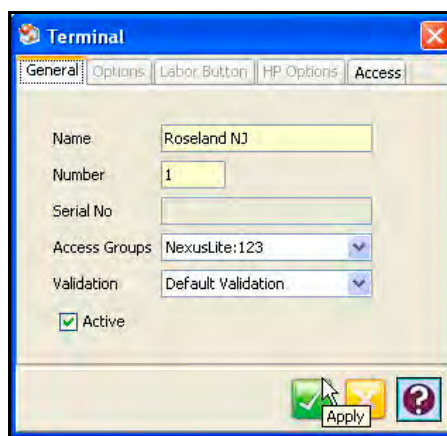 Terminal
General Options Labor Button HP Options Access
Name Roseland NJ
Number 1
Serial No
Access Groups NexusLite:123
Validation Default Validation
Active
?
Apply